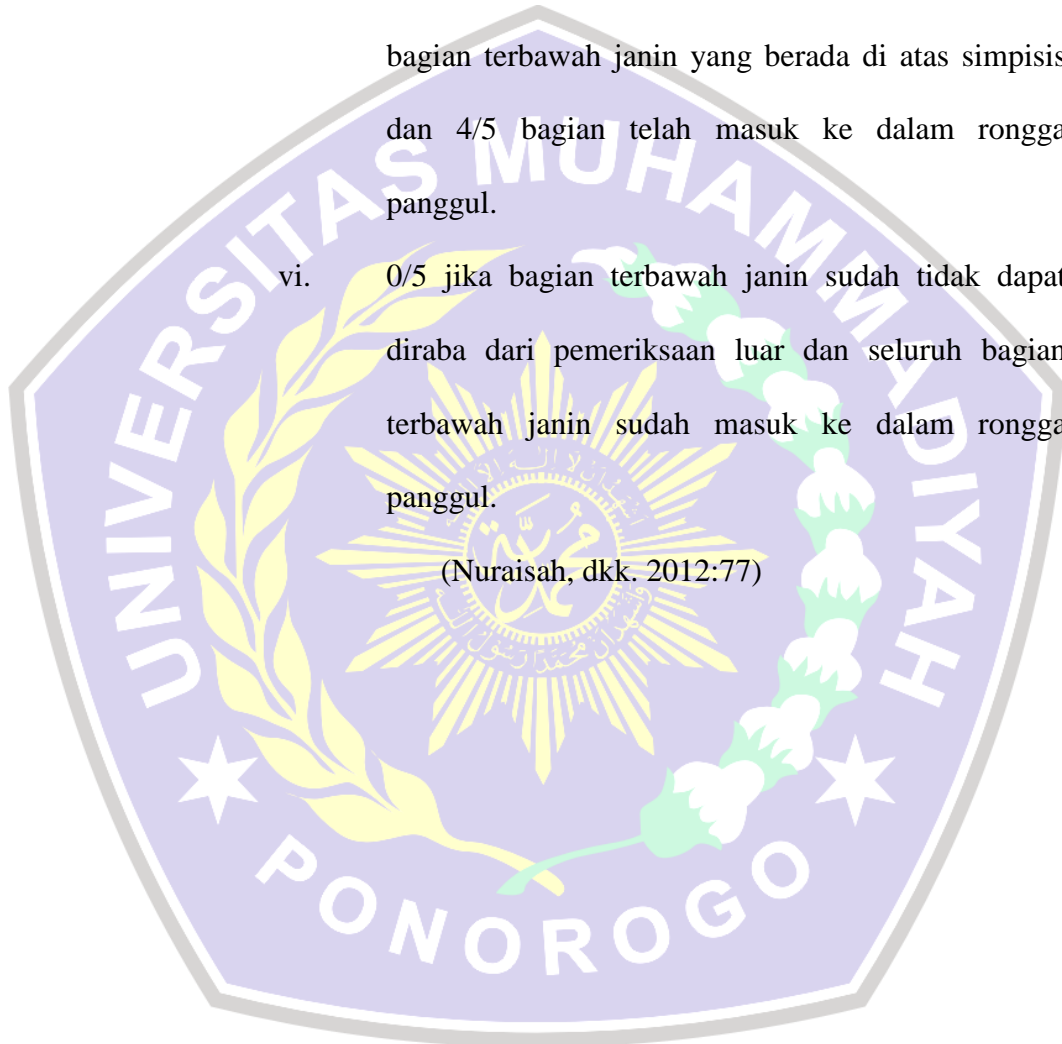 bagian terbawah janin yang berada di atas simpisis
dan 4/5 bagian telah masuk ke dalam rongga
panggul.
vi. 0/5 jika bagian terbawah janin sudah tidak dapat
diraba dari pemeriksaan luar dan seluruh bagian
terbawah janin sudah masuk ke dalam rongga
panggul.
(Nuraisah, dkk. 2012:77)
UNIVERSITAS MUHAMMADIYAH
PONOROGO
محمد